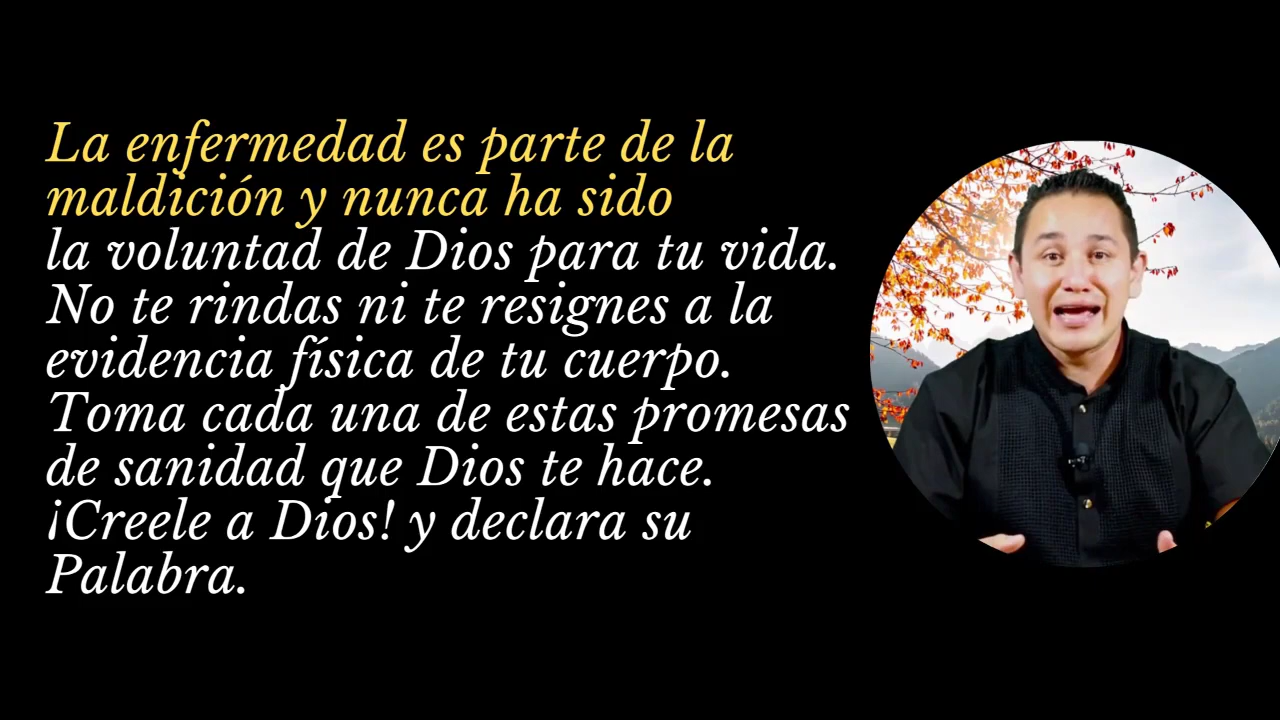 La enfermedad es parte de la
maldición y nunca ha sido
la voluntad de Dios para tu vida.
No te rindas ni te resignes a la
evidencia física de tu cuerpo.
Toma cada una de estas promesas
de sanidad que Dios te hace.
¡Creele a Dios! y declara su
Palabra.